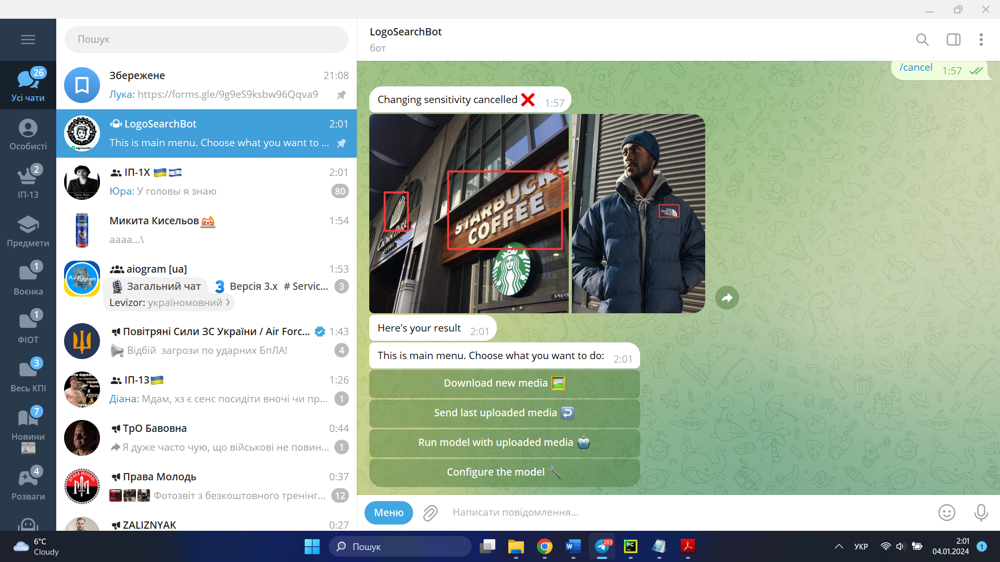 Пошук
26
Усі чати
Особисті
2
ІП-13
Предмети
1
Воєнка
1
ФІОТ
3
Весь КПІ
7
Новини
4
Розваги
Збережене 21:08
Лука: https://forms.gle/9g9eS9ksbw96Qqva9
LogoSearchBot 2:01
This is main menu. Choose what you want to ...
ІП-1Х 2:01
Юра: У головы я знаю 80
Микита Кисельов 1:54
аааа...\
aiogram [ua] 1:53
Загальний чат 3 Версія 3.x # Servic... 3
Levizor: україномовний
Повітряні Сили ЗС України / Air Forc... 1:43
Відбій загрози по ударних БпЛА! 4
ІП-13 1:26
Діана: Мдам, хз є сенс посидіти вночі чи пр... 1
ТрО Бавовна 0:44
Я дуже часто чую, що військові не повин... 1
Права Молодь 0:37
Фотозвіт з безкоштовного тренінг... 12
ZALIZNYAK 0:27
LogoSearchBot
бот
/cancel 1:57
Changing sensitivity cancelled 1:57
CROWN PARK
SEOUL
STARBUCKS
COFFEE
THE
NORTH
FACE
Here's your result 2:01
This is main menu. Choose what you want to do: 2:01
Download new media
Send last uploaded media
Run model with uploaded media
Configure the model
Меню
Написати повідомлення...
6°C
Cloudy
Пошук
283
PC
УКР
2:01
04.01.2024
1